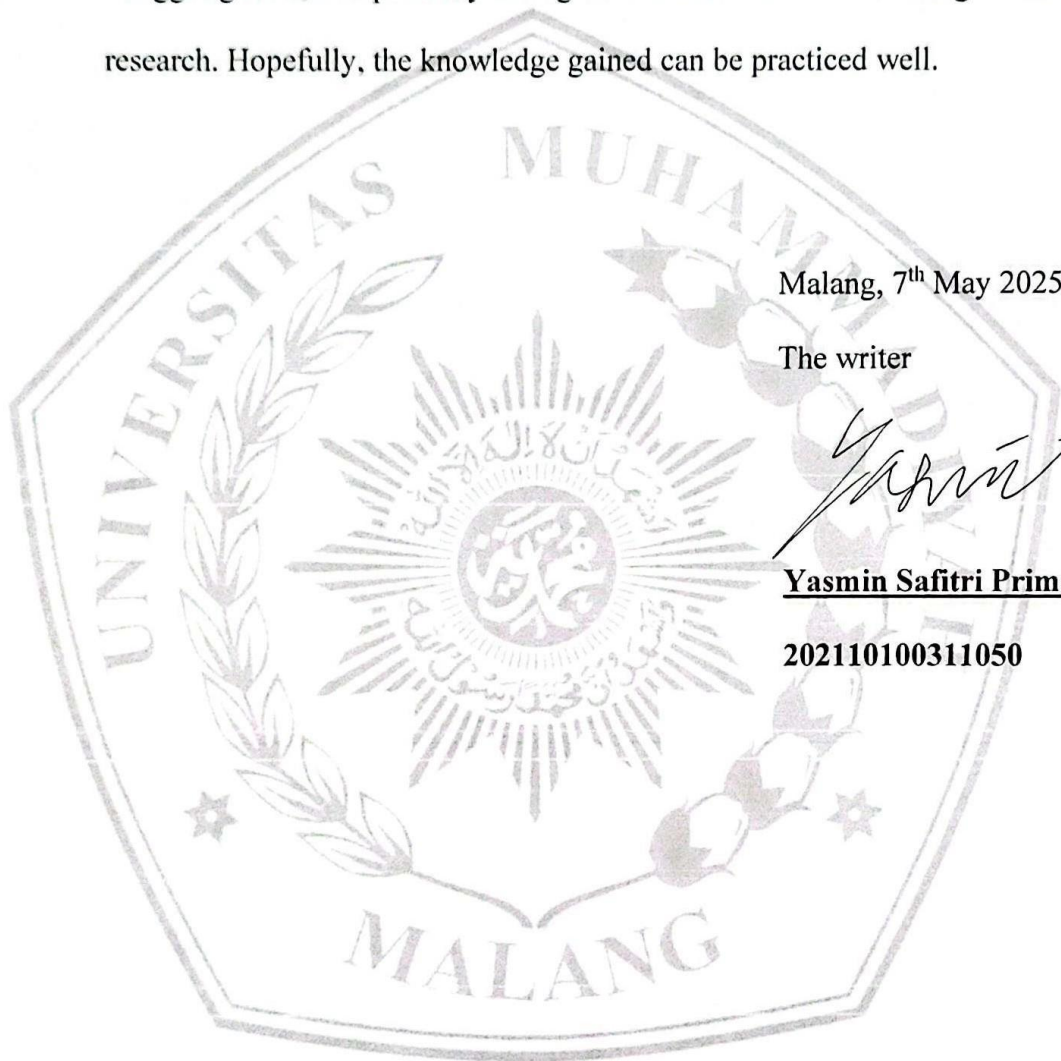 research. Hopefully, the knowledge gained can be practiced well.
UNIVERSITAS MUHAMMADIYAH
Malang, 7th May 2025
The writer
Yasmin
Yasmin Safitri Prim
202110100311050
MALANG